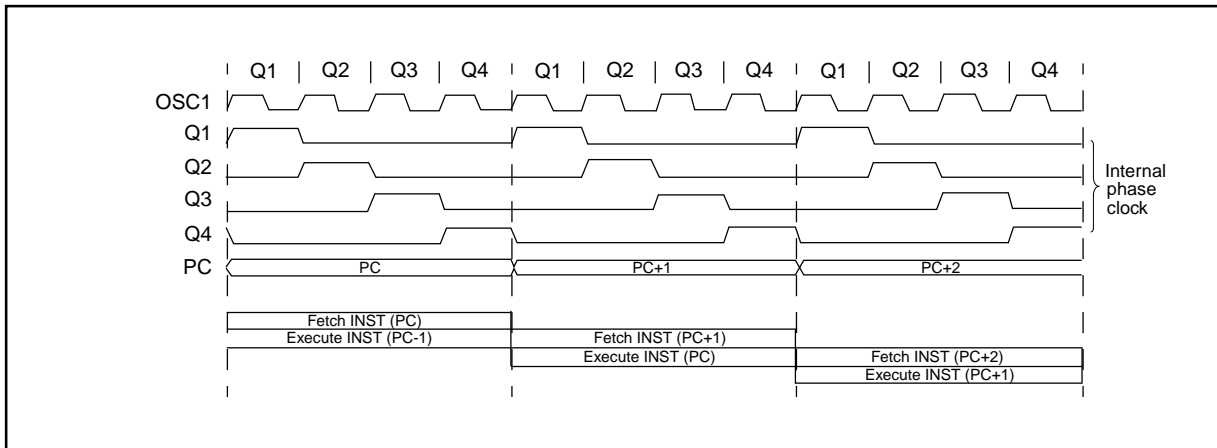 Q1 Q2 Q3 Q4 Q1 Q2 Q3 Q4 Q1 Q2 Q3 Q4
OSC1
Q1
Q2
Q3
Q4
Internal
phase
clock
PC PC PC+1 PC+2
Fetch INST (PC)
Execute INST (PC-1) Fetch INST (PC+1)
Execute INST (PC) Fetch INST (PC+2)
Execute INST (PC+1)